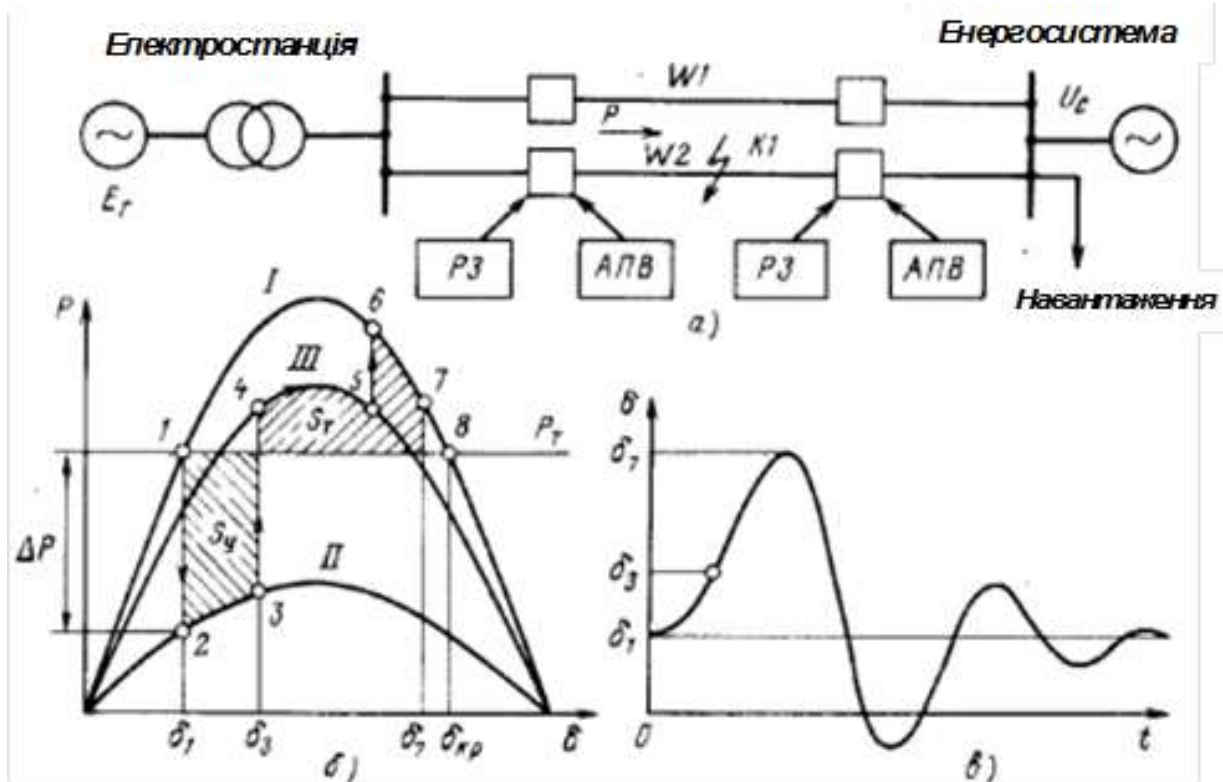 Електростанція
Енергосистема
W1
Uс
P
W2
K1
Eг
РЗ
АПВ
РЗ
АПВ
Навантаження
а)
P
I
6
III
4
5
7
1
Sт
8
Pт
Sу
ΔP
II
3
2
δ1
δ3
δ7
δкр
δ
б)
δ
δ7
δ3
δ1
0
t
в)